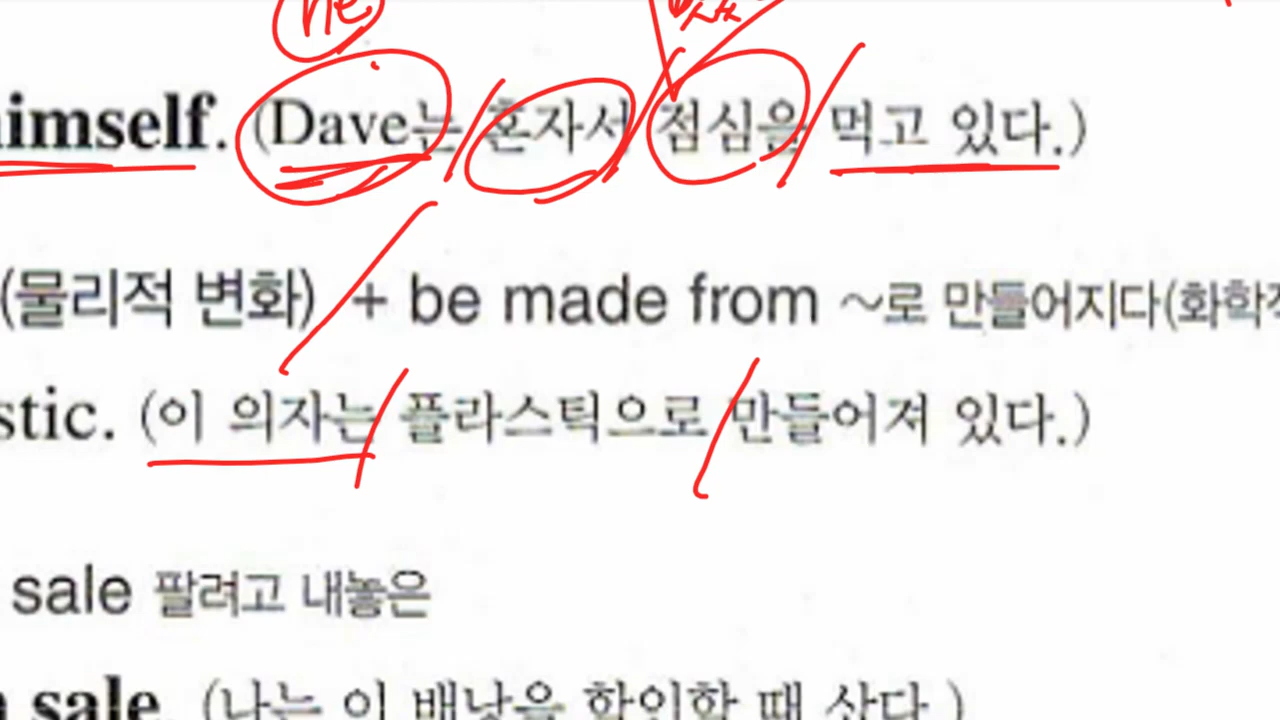 he
himself. (Dave는 혼자서 점심을 먹고 있다.)
(물리적 변화) + be made from ~로 만들어지다(화학적
stic. (이 의자는 플라스틱으로 만들어져 있다.)
sale 팔려고 내놓은
sale. (나는 이 배낭을 할인할 때 샀다.)